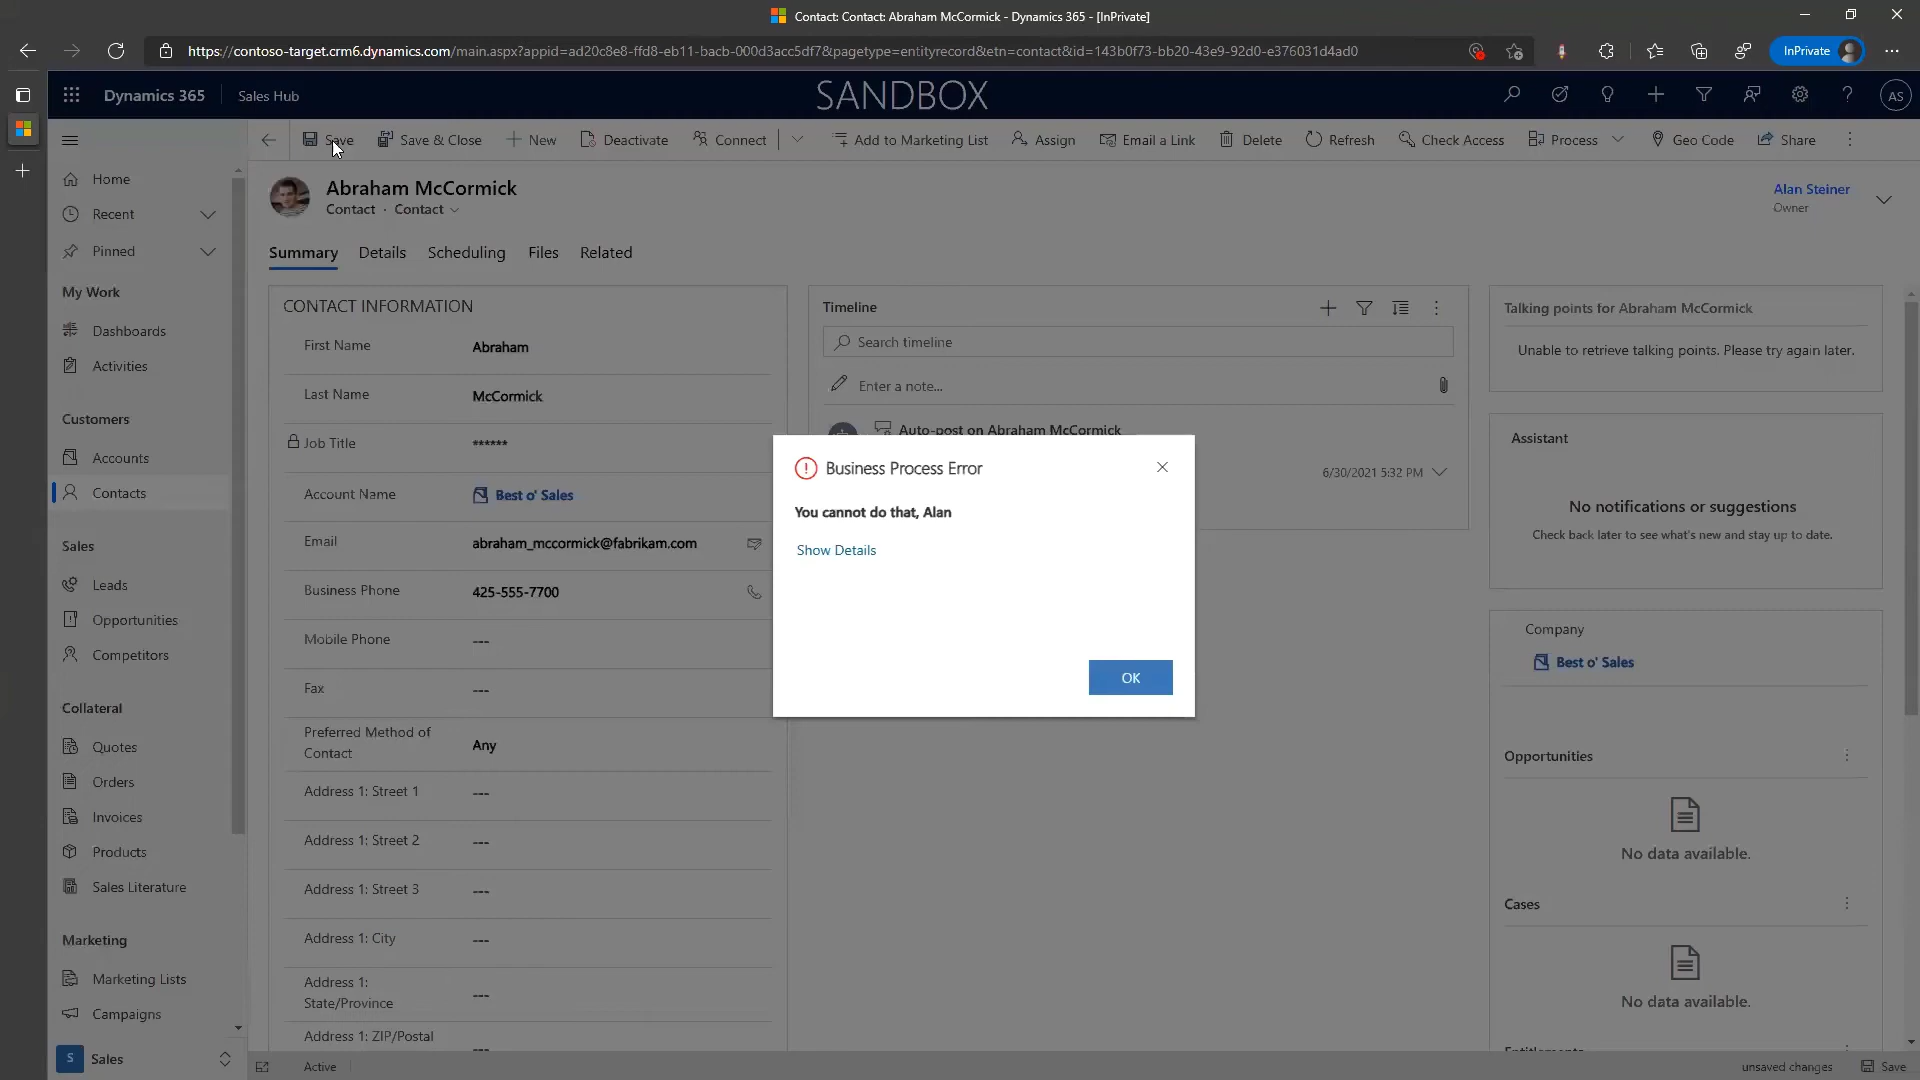 Contact: Contact: Abraham McCormick - Dynamics 365 - [InPrivate]
https://contoso-target.crm6.dynamics.com/main.aspx?appid=ad20c8e8-ffd8-eb11-bacb-000d3acc5df7&pagetype=entityrecord&etn=contact&id=143b0f73-bb20-43e9-92d0-e376031d4ad0
InPrivate
Dynamics 365
Sales Hub
SANDBOX
AS
Save
Save & Close
New
Deactivate
Connect
Add to Marketing List
Assign
Email a Link
Delete
Refresh
Check Access
Process
Geo Code
Share
Home
Recent
Pinned
My Work
Dashboards
Activities
Customers
Accounts
Contacts
Sales
Leads
Opportunities
Competitors
Collateral
Quotes
Orders
Invoices
Products
Sales Literature
Marketing
Marketing Lists
Campaigns
S Sales
Abraham McCormick
Contact · Contact
Alan Steiner
Owner
Summary
Details
Scheduling
Files
Related
CONTACT INFORMATION
First Name Abraham
Last Name McCormick
Job Title ******
Account Name Best o' Sales
Email abraham_mccormick@fabrikam.com
Business Phone 425-555-7700
Mobile Phone ---
Fax ---
Preferred Method of
Contact
Any
Address 1: Street 1 ---
Address 1: Street 2 ---
Address 1: Street 3 ---
Address 1: City ---
Address 1:
State/Province
---
Address 1: ZIP/Postal
---
Timeline
Search timeline
Enter a note...
Auto-post on Abraham McCormick
6/30/2021 5:32 PM
Business Process Error
You cannot do that, Alan
Show Details
OK
Talking points for Abraham McCormick
Unable to retrieve talking points. Please try again later.
Assistant
No notifications or suggestions
Check back later to see what's new and stay up to date.
Company
Best o' Sales
Opportunities
No data available.
Cases
No data available.
Entitlements
Active
unsaved changes
Save